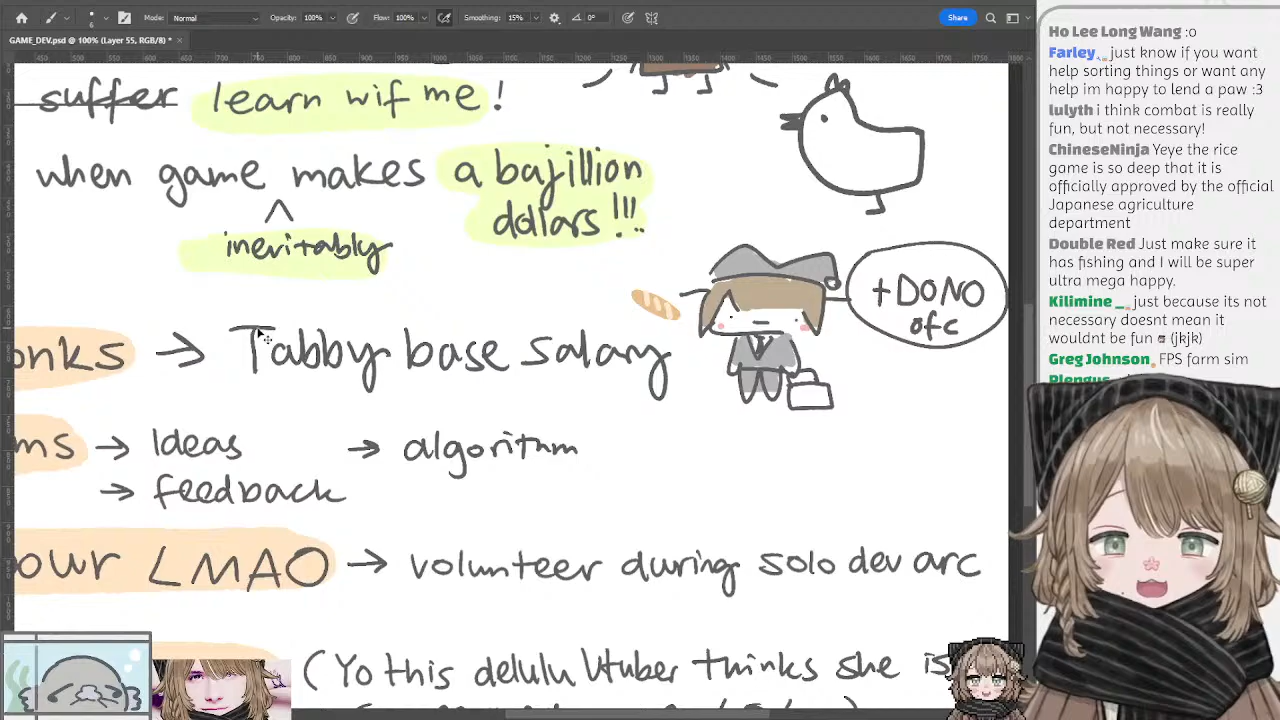 Mode: Normal Opacity: 100% Flow: 100% Smoothing: 15% 0° Share
GAME_DEV.psd @ 100% (Layer 55, RGB/8) *
suffer learn wif me!
when game makes a bajillion
dollars!!!
^
inevitably
+DONO
ofc
onks → Tabby base salary
ms → Ideas → algorithm
→ feedback
our LMAO → volunteer during solo dev arc
(Yo this delulu Vtuber thinks she is
Ho Lee Long Wang :o
Farley_ just know if you want
help sorting things or want any
help im happy to lend a paw :3
lulyth i think combat is really
fun, but not necessary!
ChineseNinja Yeye the rice
game is so deep that it is
officially approved by the official
Japanese agriculture
department
Double Red Just make sure it
has fishing and I will be super
ultra mega happy.
Kilimine _ just because its not
necessary doesnt mean it
wouldnt be fun (jkjk)
Greg Johnson FPS farm sim